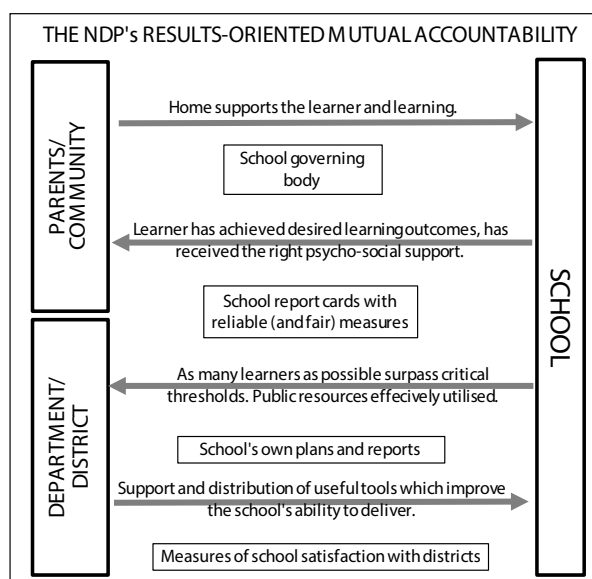 THE NDP's RESULTS-ORIENTED MUTUAL ACCOUNTABILITY
PARENTS/
COMMUNITY
Home supports the learner and learning.
School governing
body
Learner has achieved desired learning outcomes, has
received the right psycho-social support.
School report cards with
reliable (and fair) measures
SCHOOL
DEPARTMENT/
DISTRICT
As many learners as possible surpass critical
thresholds. Public resources effecively utilised.
School's own plans and reports
Support and distribution of useful tools which improve
the school's ability to deliver.
Measures of school satisfaction with districts